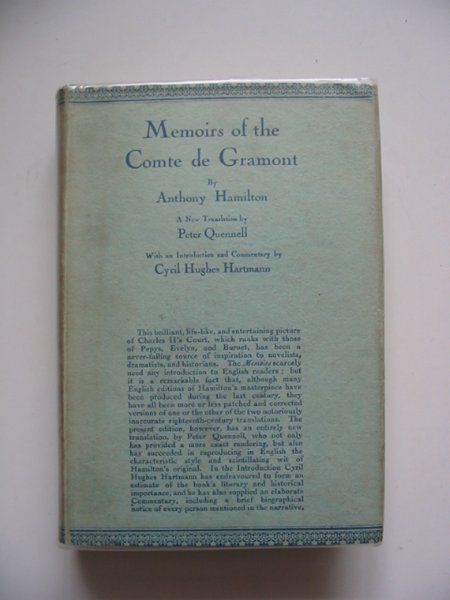 Memoirs of the
Comte de Gramont
By
Anthony Hamilton
A New Translation by
Peter Quennell
With an Introduction and Commentary by
Cyril Hughes Hartmann
This brilliant, life-like, and entertaining picture
of Charles II's Court, which ranks with those
of Pepys, Evelyn, and Burnet, has been a
never-failing source of inspiration to novelists,
dramatists, and historians. The Memoirs scarcely
need any introduction to English readers; but
it is a remarkable fact that, although many
English editions of Hamilton's masterpiece have
been produced during the last century, they
have all been more or less patched and corrected
versions of one or the other of the two notoriously
inaccurate eighteenth-century translations. The
present edition, however, has an entirely new
translation, by Peter Quennell, who not only
has provided a more exact rendering, but also
has succeeded in reproducing in English the
characteristic style and scintillating wit of
Hamilton's original. In the Introduction Cyril
Hughes Hartmann has endeavoured to form an
estimate of the book's literary and historical
importance, and he has also supplied an elaborate
Commentary, including a brief biographical
notice of every person mentioned in the narrative.